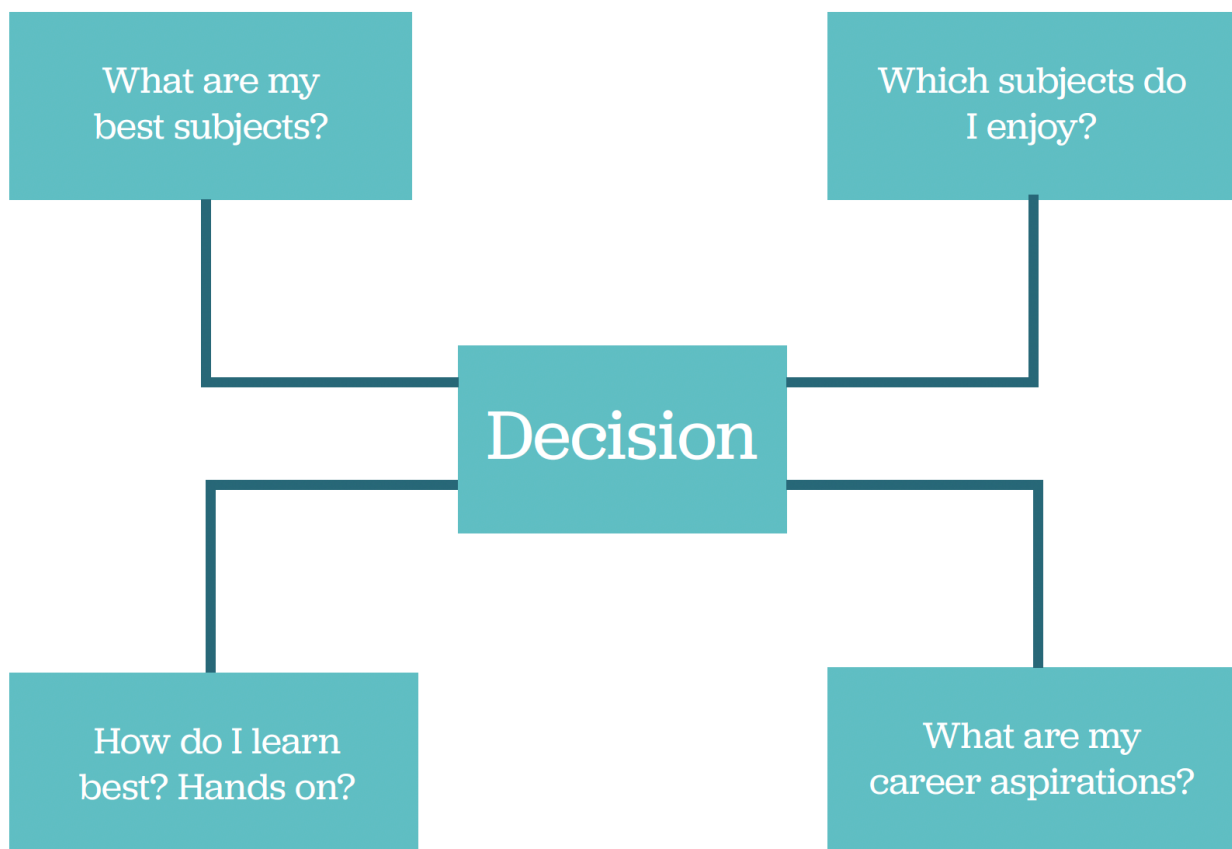 What are my
best subjects?
Which subjects do
I enjoy?
Decision
How do I learn
best? Hands on?
What are my
career aspirations?